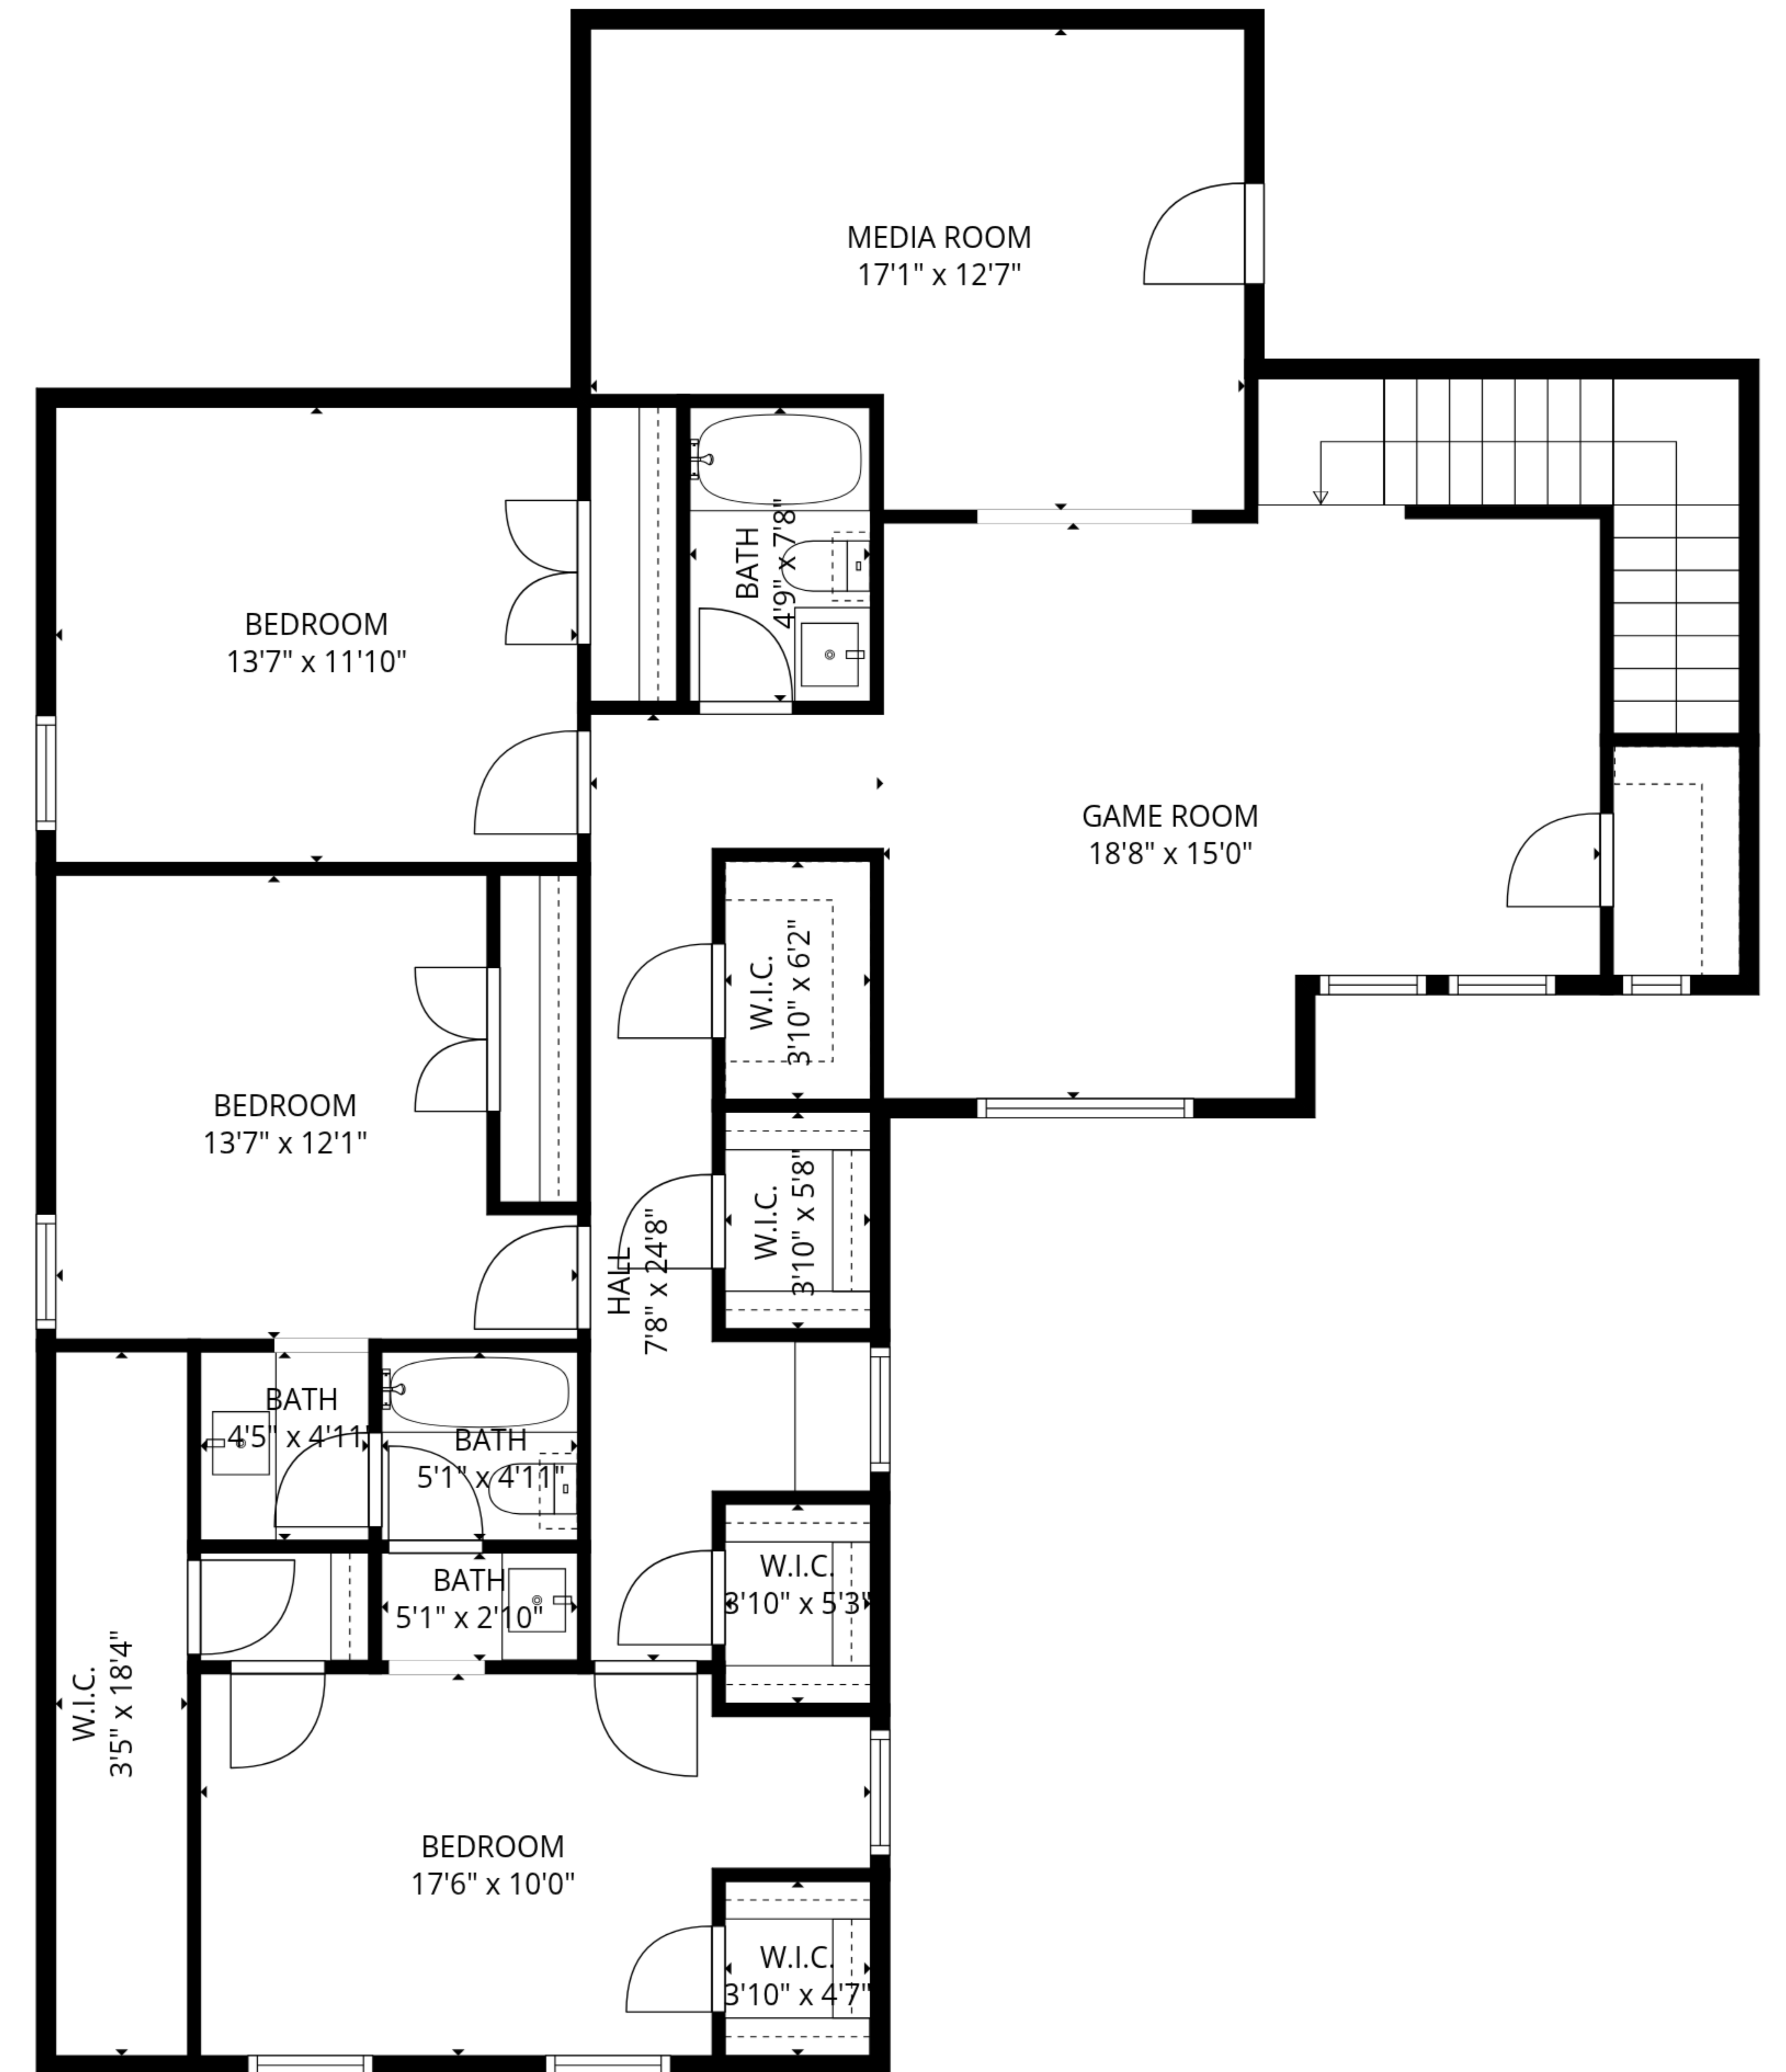 MEDIA ROOM
17'1" x 12'7"
BATH
4'9" x 7'8"
BEDROOM
13'7" x 11'10"
GAME ROOM
18'8" x 15'0"
W.I.C.
3'10" x 6'2"
BEDROOM
13'7" x 12'1"
W.I.C.
3'10" x 5'8"
HALL
7'8" x 24'8"
BATH
4'5" x 4'11"
BATH
5'1" x 4'11"
W.I.C.
3'10" x 5'3"
BATH
5'1" x 2'10"
W.I.C.
3'5" x 18'4"
BEDROOM
17'6" x 10'0"
W.I.C.
3'10" x 4'7"